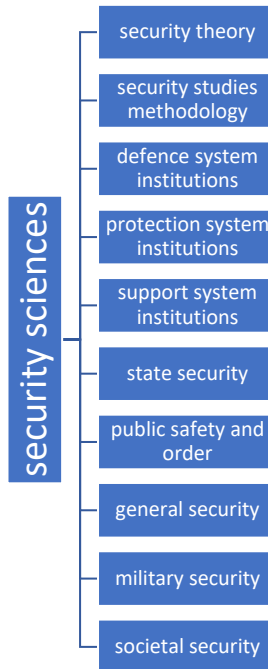 security sciences
security theory
security studies
methodology
defence system
institutions
protection system
institutions
support system
institutions
state security
public safety and
order
general security
military security
societal security